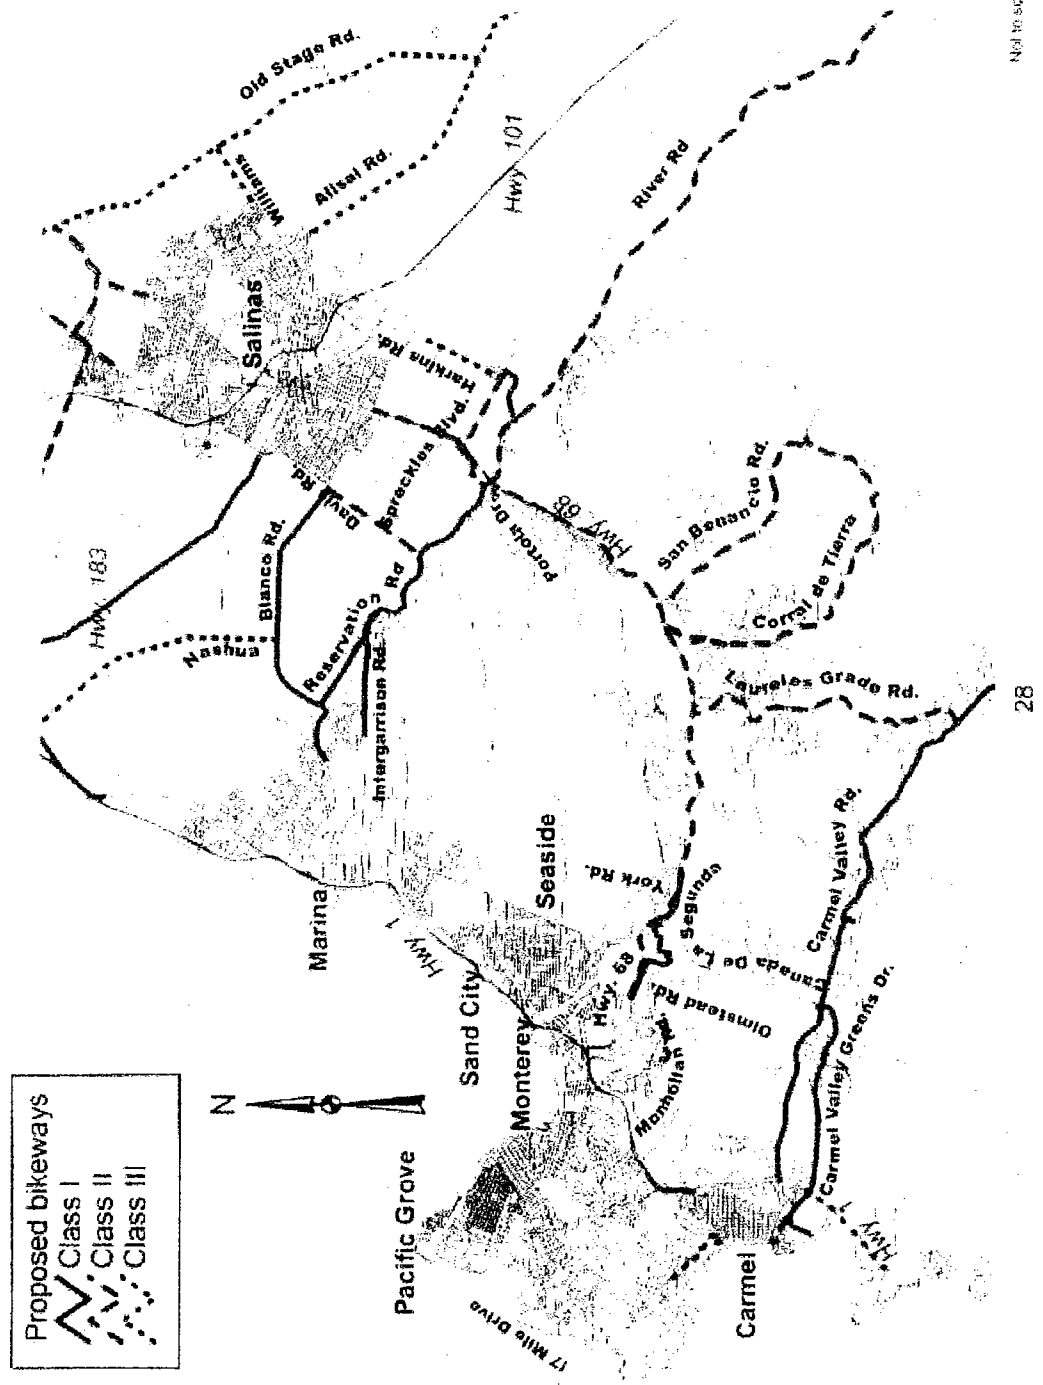 Proposed bikeways
Class I
Class II
Class III
N
Old Stage Rd.
Williams
Alisal Rd.
Hwy 101
River Rd
Salinas
Harkins Rd.
Spreckles Blvd.
Davis Rd.
Hwy 183
Blanco Rd.
Nashua
Reservation Rd
Intergarrison Rd.
Portola Dr.
Hwy 68
San Benancio Rd.
Corral de Tierra
Laureles Grade Rd.
Marina
Hwy 1
Seaside
Sand City
Monterey
York Rd.
Segunda
Hwy. 68
Canada De La
Olmstead Rd.
Monhollan Rd.
Carmel Valley Rd.
Carmel Valley Greens Dr.
Pacific Grove
17 Mile Drive
Carmel
Hwy
28
Not to